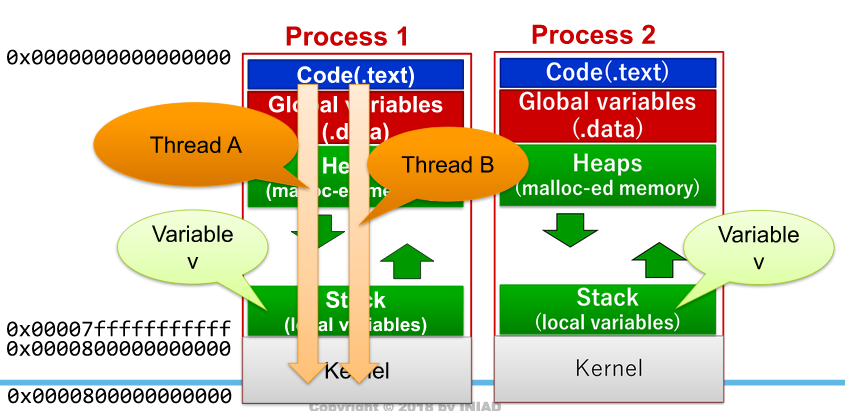 Process 1
Process 2
0x0000000000000000
Code(.text)
Global variables
(.data)
Heaps
(malloc-ed memory)
Thread A
Thread B
Code(.text)
Global variables
(.data)
Heaps
(malloc-ed memory)
Variable
v
Variable
v
Stack
(local variables)
Stack
(local variables)
0x00007fffffffffff
0x0000800000000000
Kernel
Kernel
0x0000800000000000
Copyright © 2018 by INIAD